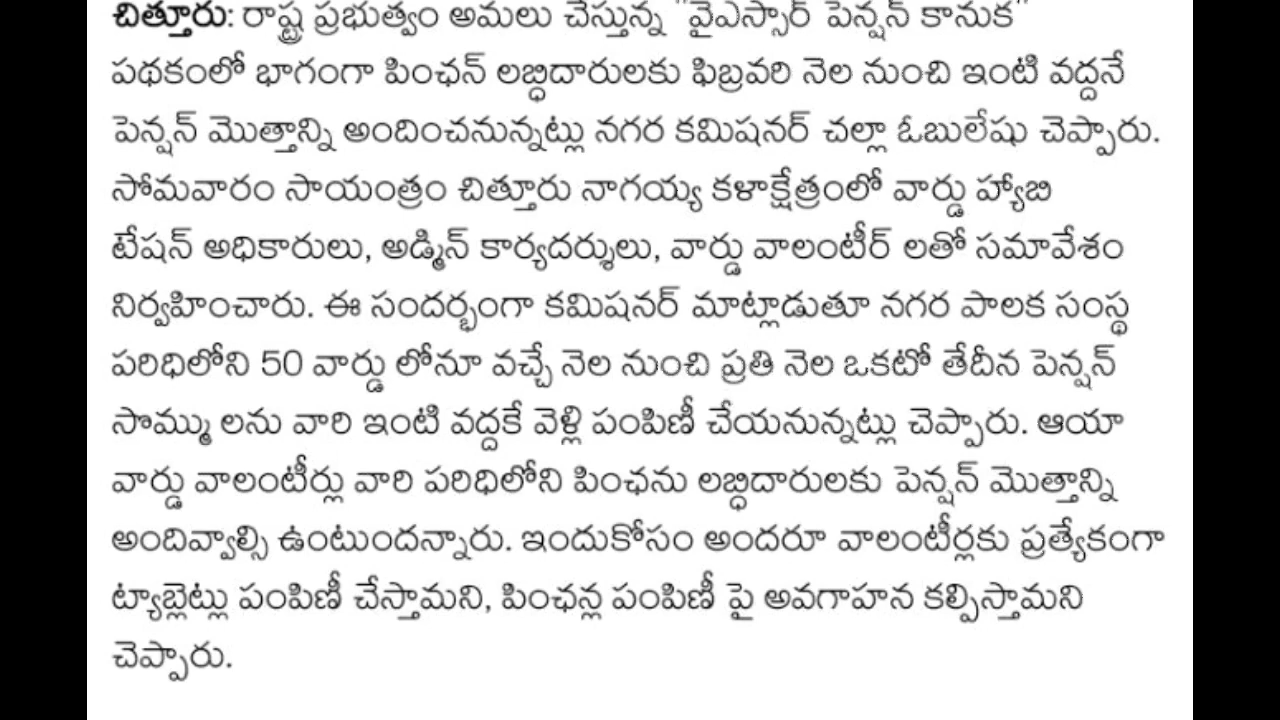 చిత్తూరు: రాష్ట్ర ప్రభుత్వం అమలు చేస్తున్న "వైఎస్సార్ పెన్షన్ కానుక"
పథకంలో భాగంగా పింఛన్ లబ్ధిదారులకు ఫిబ్రవరి నెల నుంచి ఇంటి వద్దనే
పెన్షన్ మొత్తాన్ని అందించనున్నట్లు నగర కమిషనర్ చల్లా ఓబులేషు చెప్పారు.
సోమవారం సాయంత్రం చిత్తూరు నాగయ్య కళాక్షేత్రంలో వార్డు హ్యాబి
టేషన్ అధికారులు, అడ్మిన్ కార్యదర్శులు, వార్డు వాలంటీర్ లతో సమావేశం
నిర్వహించారు. ఈ సందర్భంగా కమిషనర్ మాట్లాడుతూ నగర పాలక సంస్థ
పరిధిలోని 50 వార్డు లోనూ వచ్చే నెల నుంచి ప్రతి నెల ఒకటో తేదీన పెన్షన్
సొమ్ము లను వారి ఇంటి వద్దకే వెళ్లి పంపిణీ చేయనున్నట్లు చెప్పారు. ఆయా
వార్డు వాలంటీర్లు వారి పరిధిలోని పింఛను లబ్ధిదారులకు పెన్షన్ మొత్తాన్ని
అందివ్వాల్సి ఉంటుందన్నారు. ఇందుకోసం అందరూ వాలంటీర్లకు ప్రత్యేకంగా
ట్యాబ్లెట్లు పంపిణీ చేస్తామని, పింఛన్ల పంపిణీ పై అవగాహన కల్పిస్తామని
చెప్పారు.